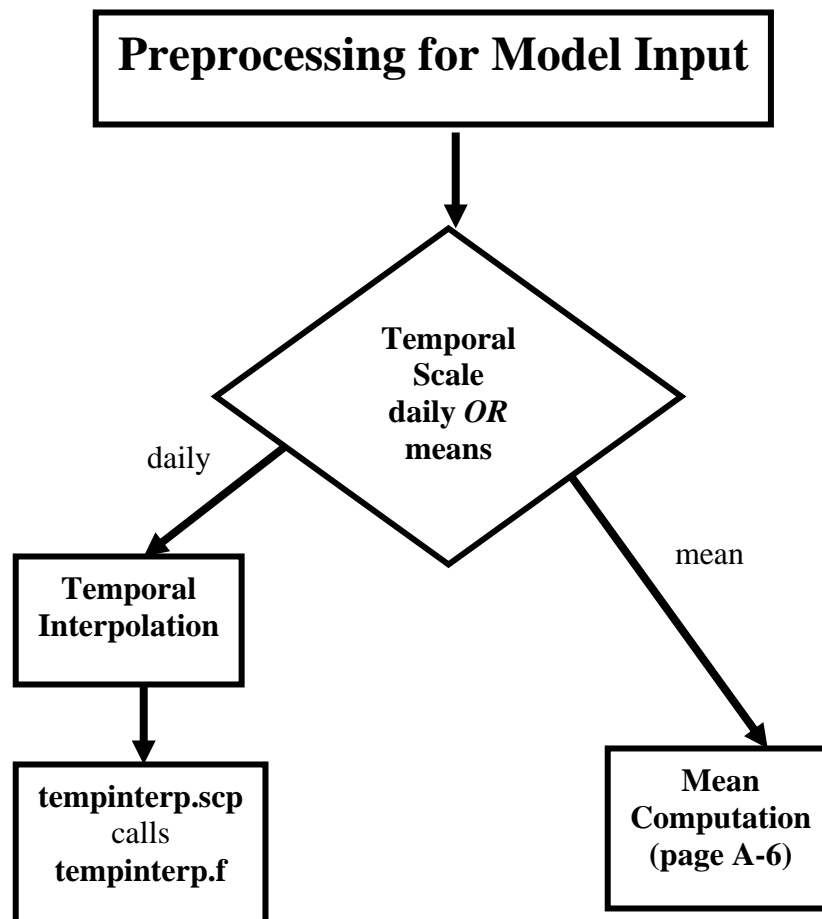 Preprocessing for Model Input
Temporal
Scale
daily OR
means
daily
mean
Temporal
Interpolation
tempinterp.scp
calls
tempinterp.f
Mean
Computation
(page A-6)